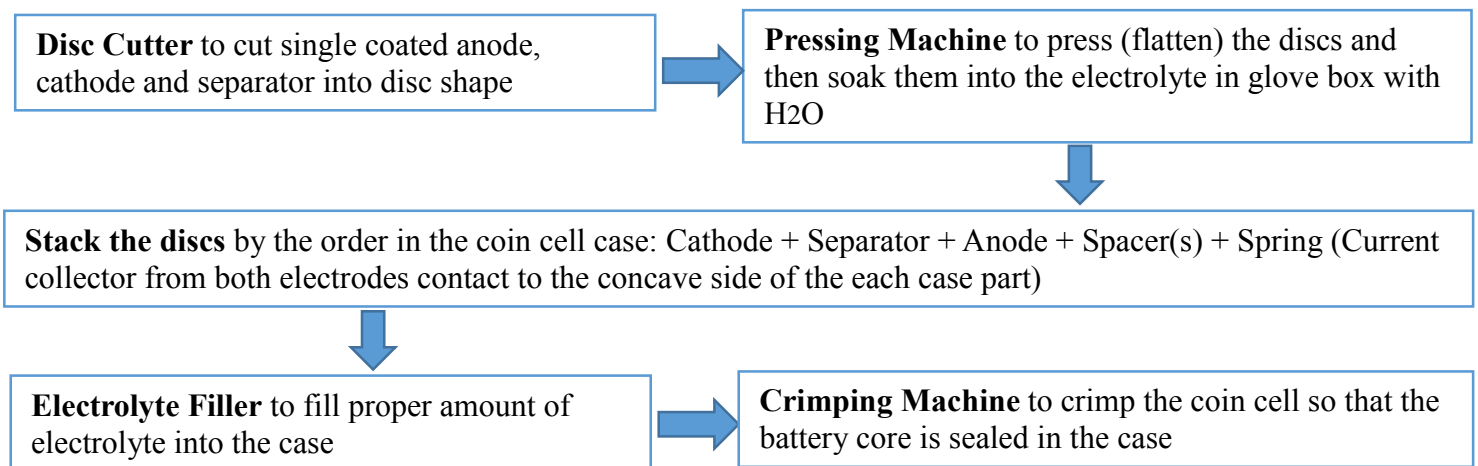 Disc Cutter to cut single coated anode,
cathode and separator into disc shape
Pressing Machine to press (flatten) the discs and
then soak them into the electrolyte in glove box with
H2O
Stack the discs by the order in the coin cell case: Cathode + Separator + Anode + Spacer(s) + Spring (Current
collector from both electrodes contact to the concave side of the each case part)
Electrolyte Filler to fill proper amount of
electrolyte into the case
Crimping Machine to crimp the coin cell so that the
battery core is sealed in the case